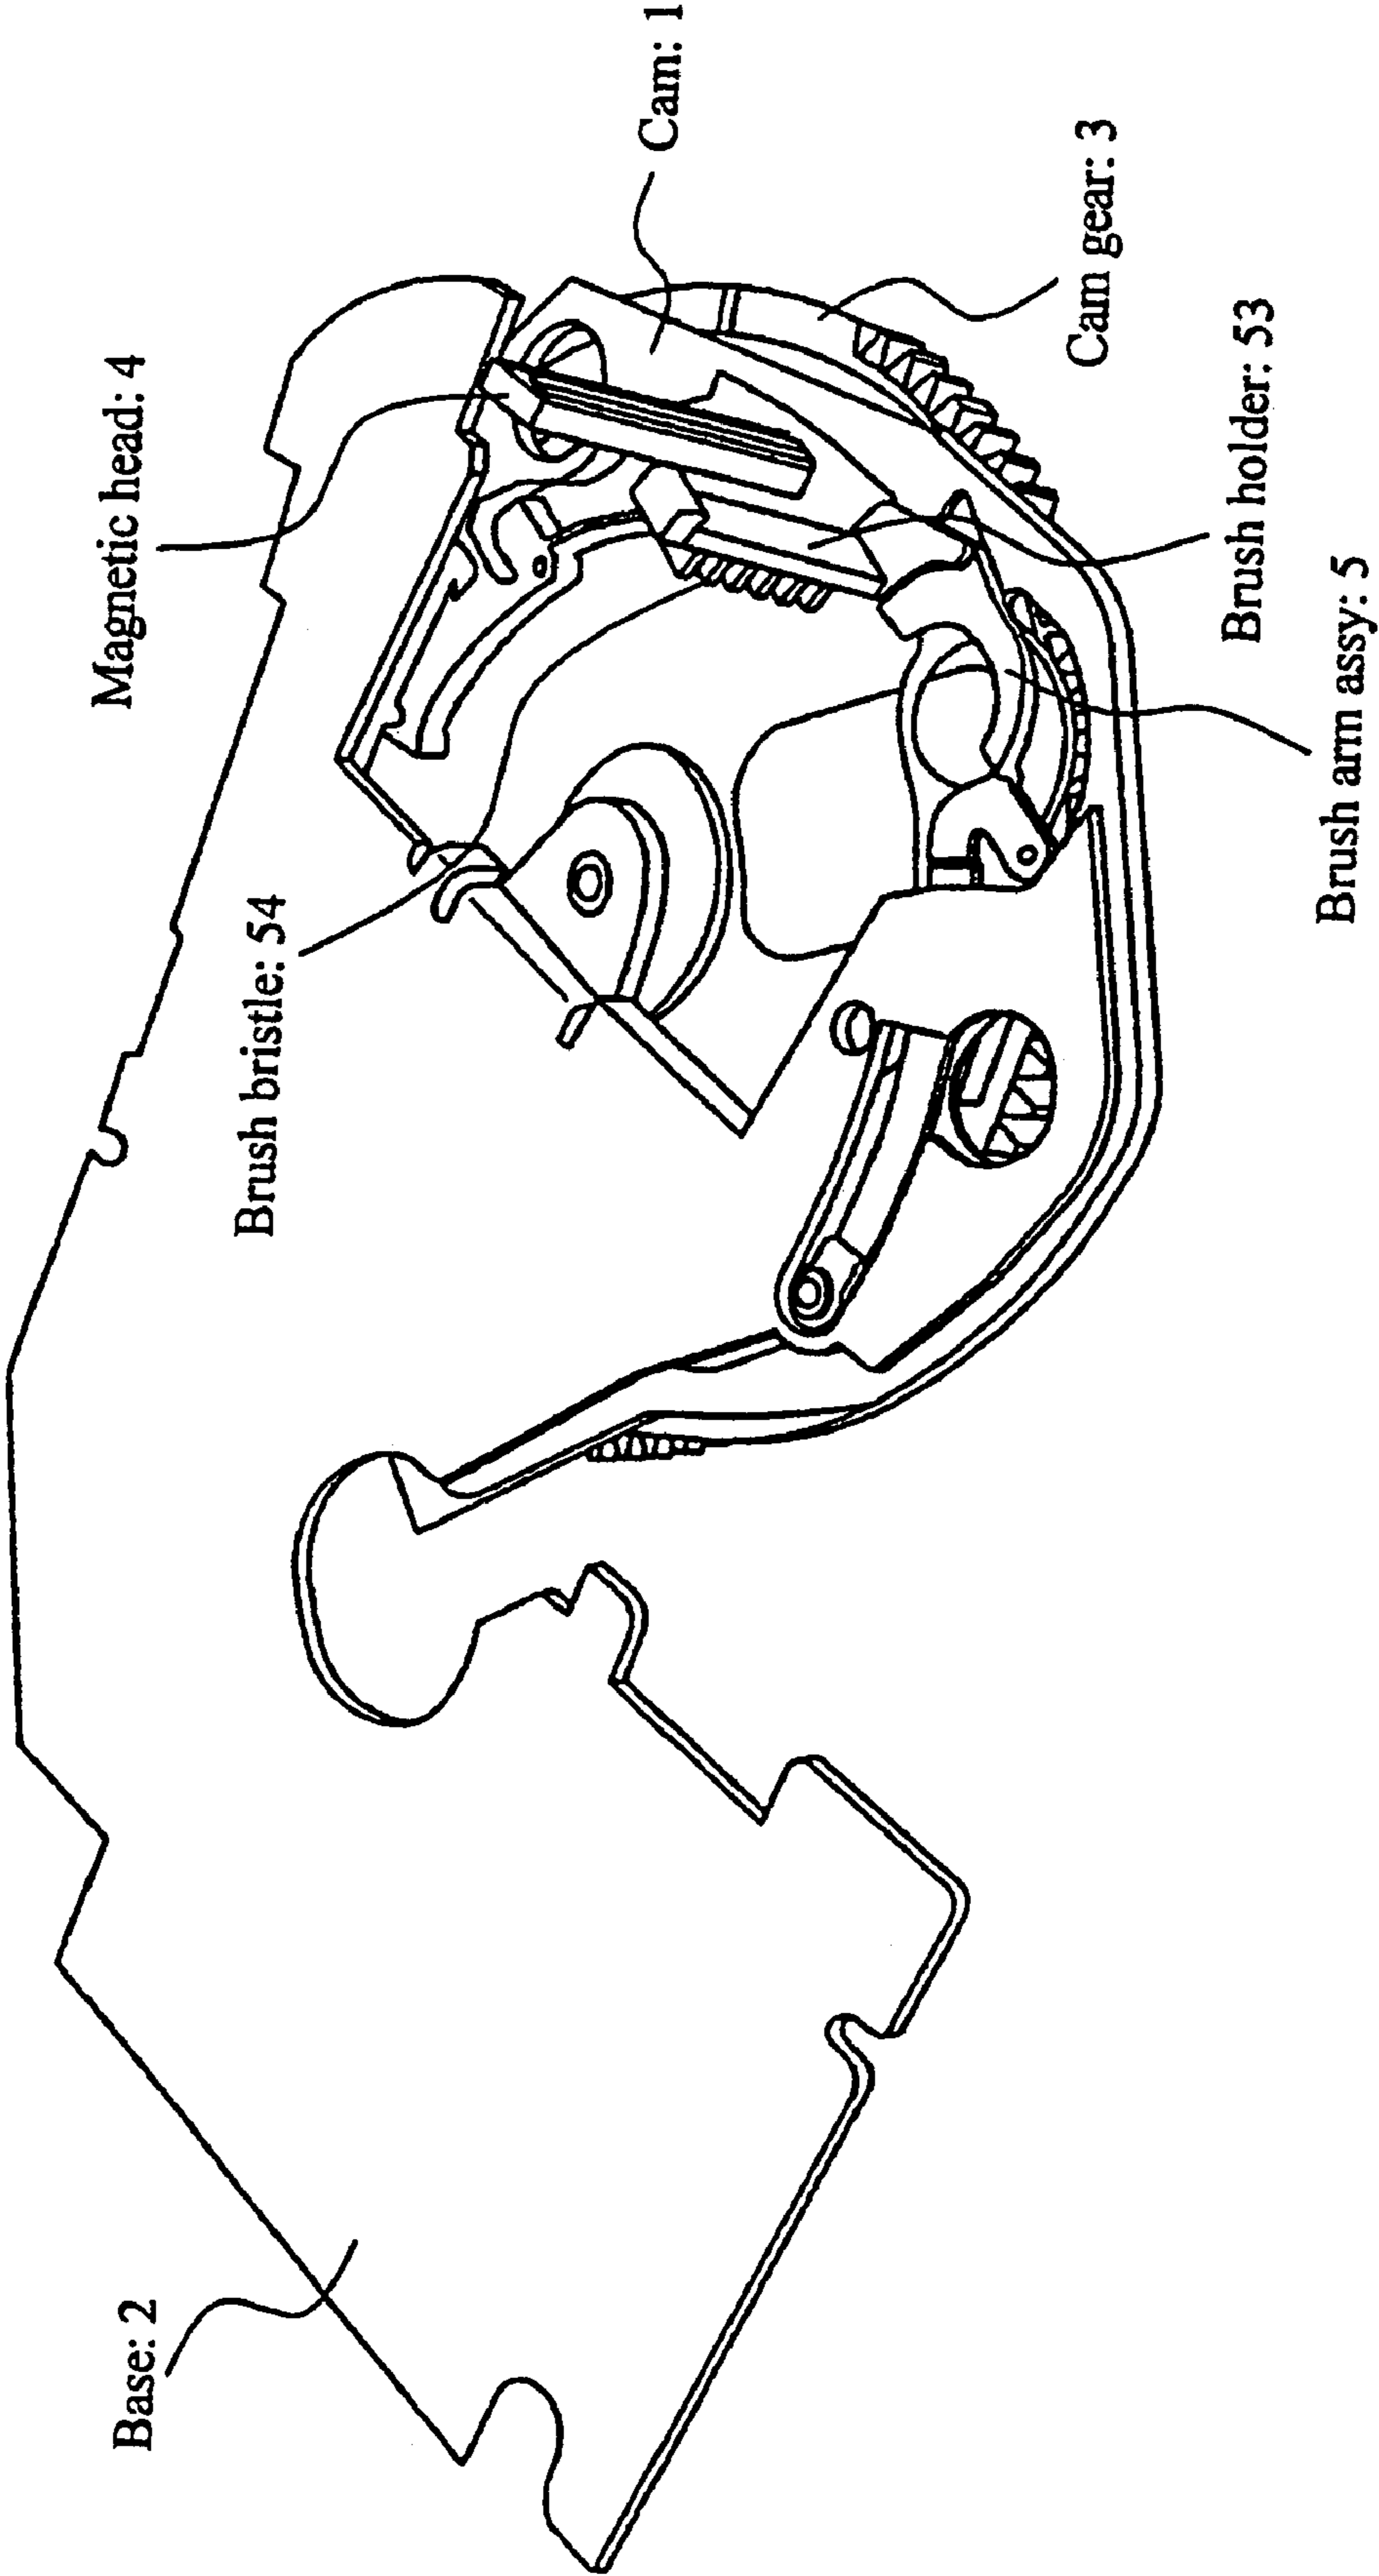 Magnetic head: 4
Cam: 1
Cam gear: 3
Brush holder: 53
Brush arm assy: 5
Brush bristle: 54
Base: 2